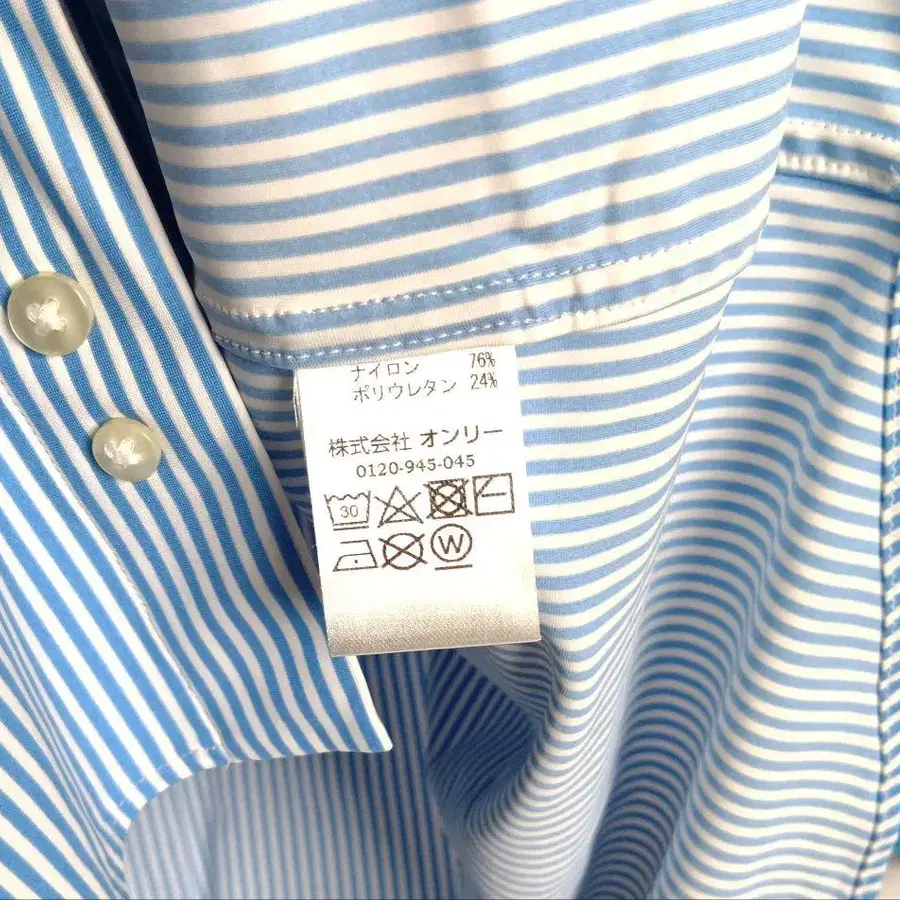 ナイロン 76%
ポリウレタン 24%
株式会社 オンリー
0120-945-045
30
W